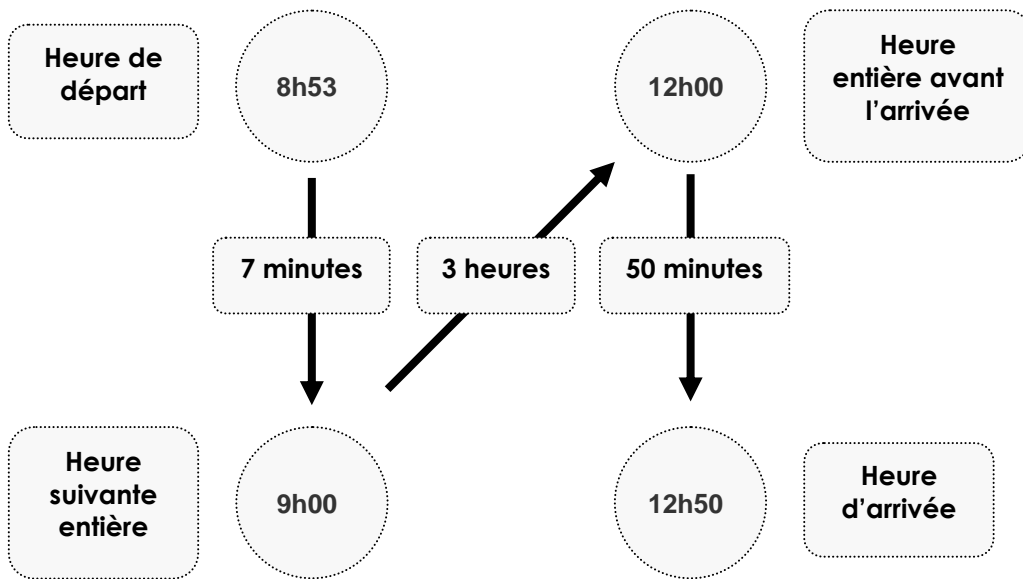 Heure de
départ
8h53
12h00
Heure
entière avant
l’arrivée
7 minutes
3 heures
50 minutes
Heure
suivante
entière
9h00
12h50
Heure
d’arrivée